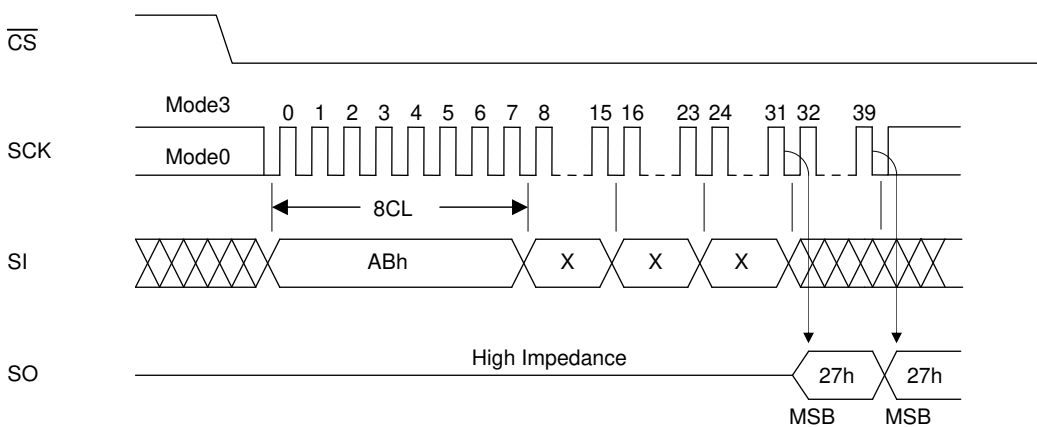 CS
Mode3
0 1 2 3 4 5 6 7 8 15 16 23 24 31 32 39
SCK
Mode0
8CL
SI
ABh X X X
High Impedance
SO
27h 27h
MSB MSB